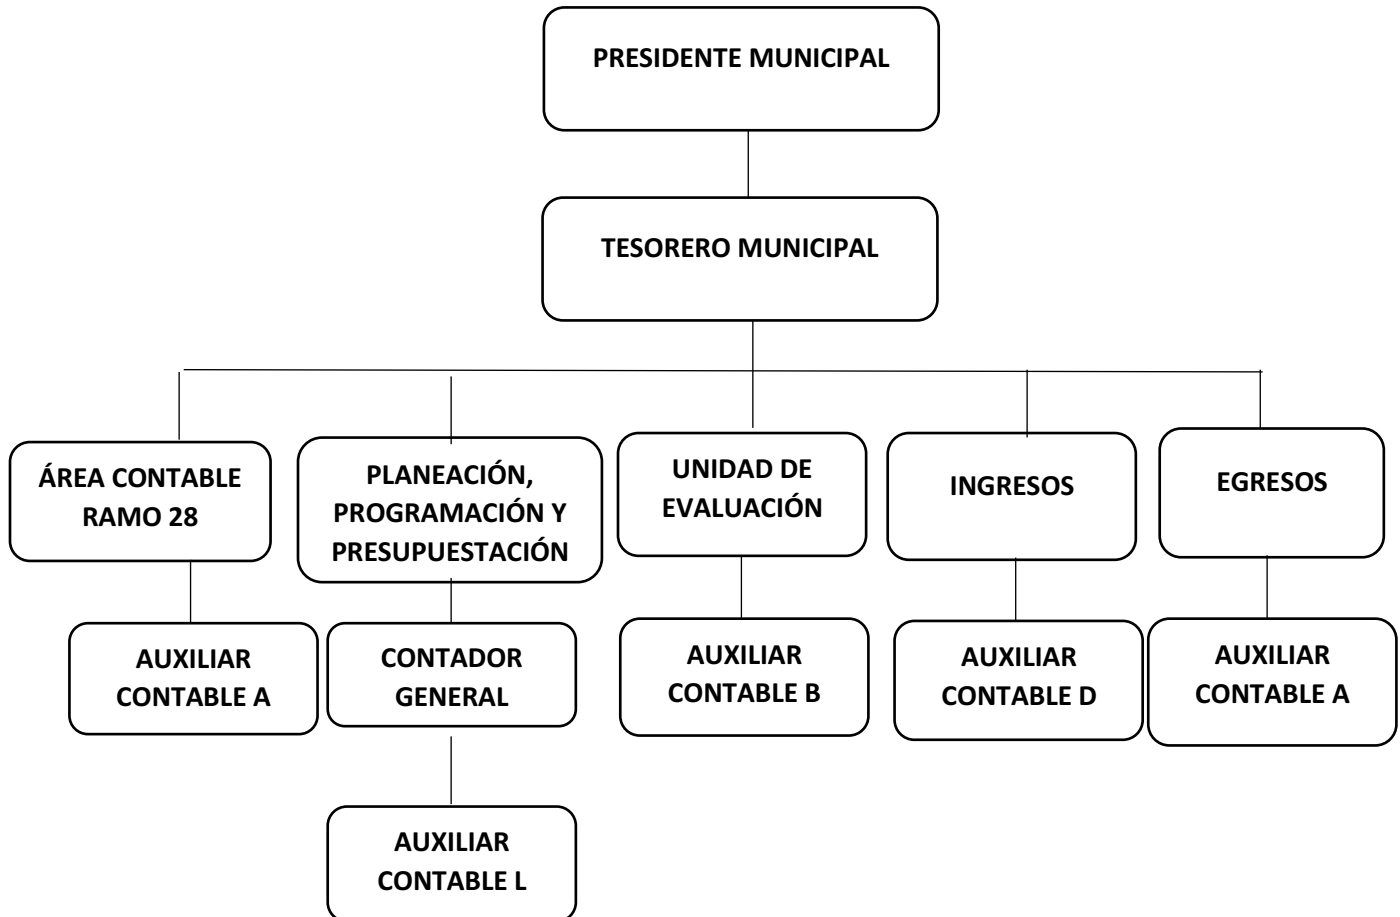 PRESIDENTE MUNICIPAL
TESORERO MUNICIPAL
ÁREA CONTABLE
RAMO 28
PLANEACIÓN,
PROGRAMACIÓN Y
PRESUPUESTACIÓN
UNIDAD DE
EVALUACIÓN
INGRESOS
EGRESOS
AUXILIAR
CONTABLE A
CONTADOR
GENERAL
AUXILIAR
CONTABLE B
AUXILIAR
CONTABLE D
AUXILIAR
CONTABLE A
AUXILIAR
CONTABLE L